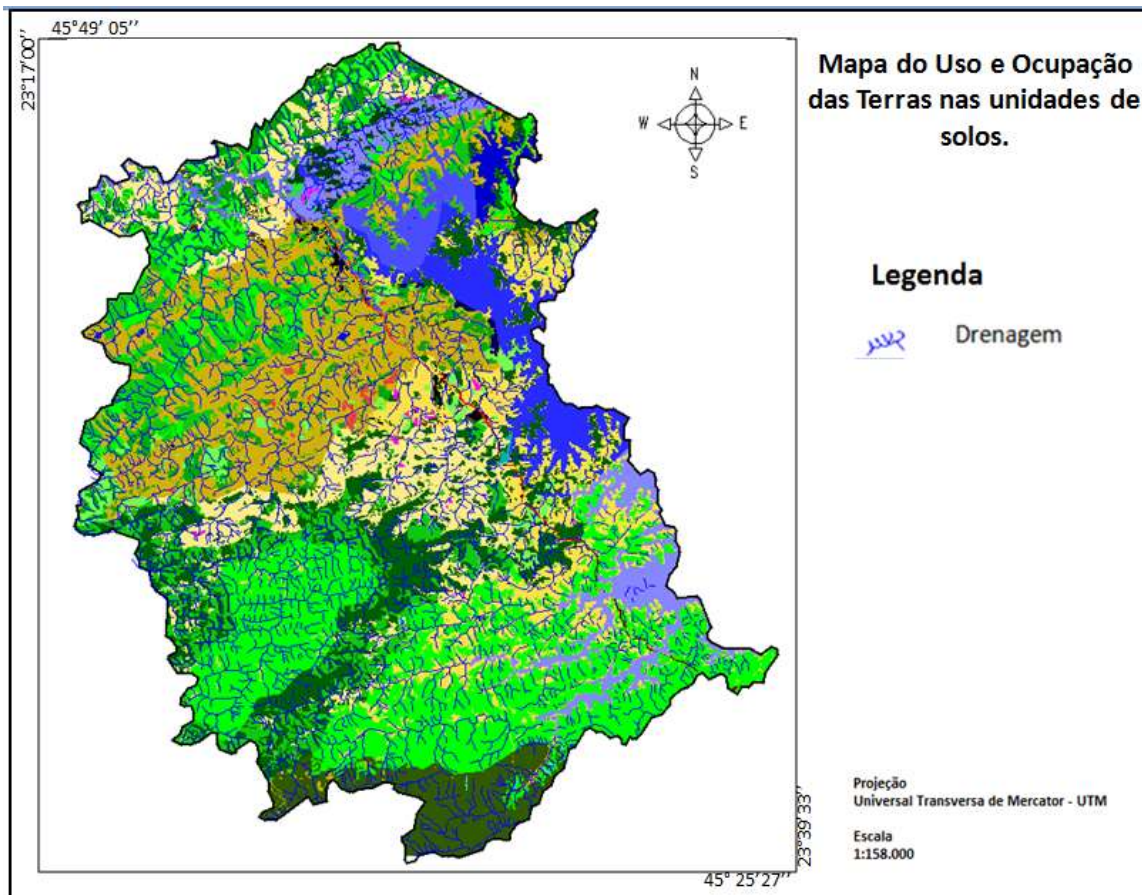 45°49’ 05’’
23°17’00’’
Mapa do Uso e Ocupação
das Terras nas unidades de
solos.
N
W
E
S
Legenda
Drenagem
Projeção
Universal Transversa de Mercator - UTM
Escala
1:158.000
23°39’33’’
45° 25’27’’